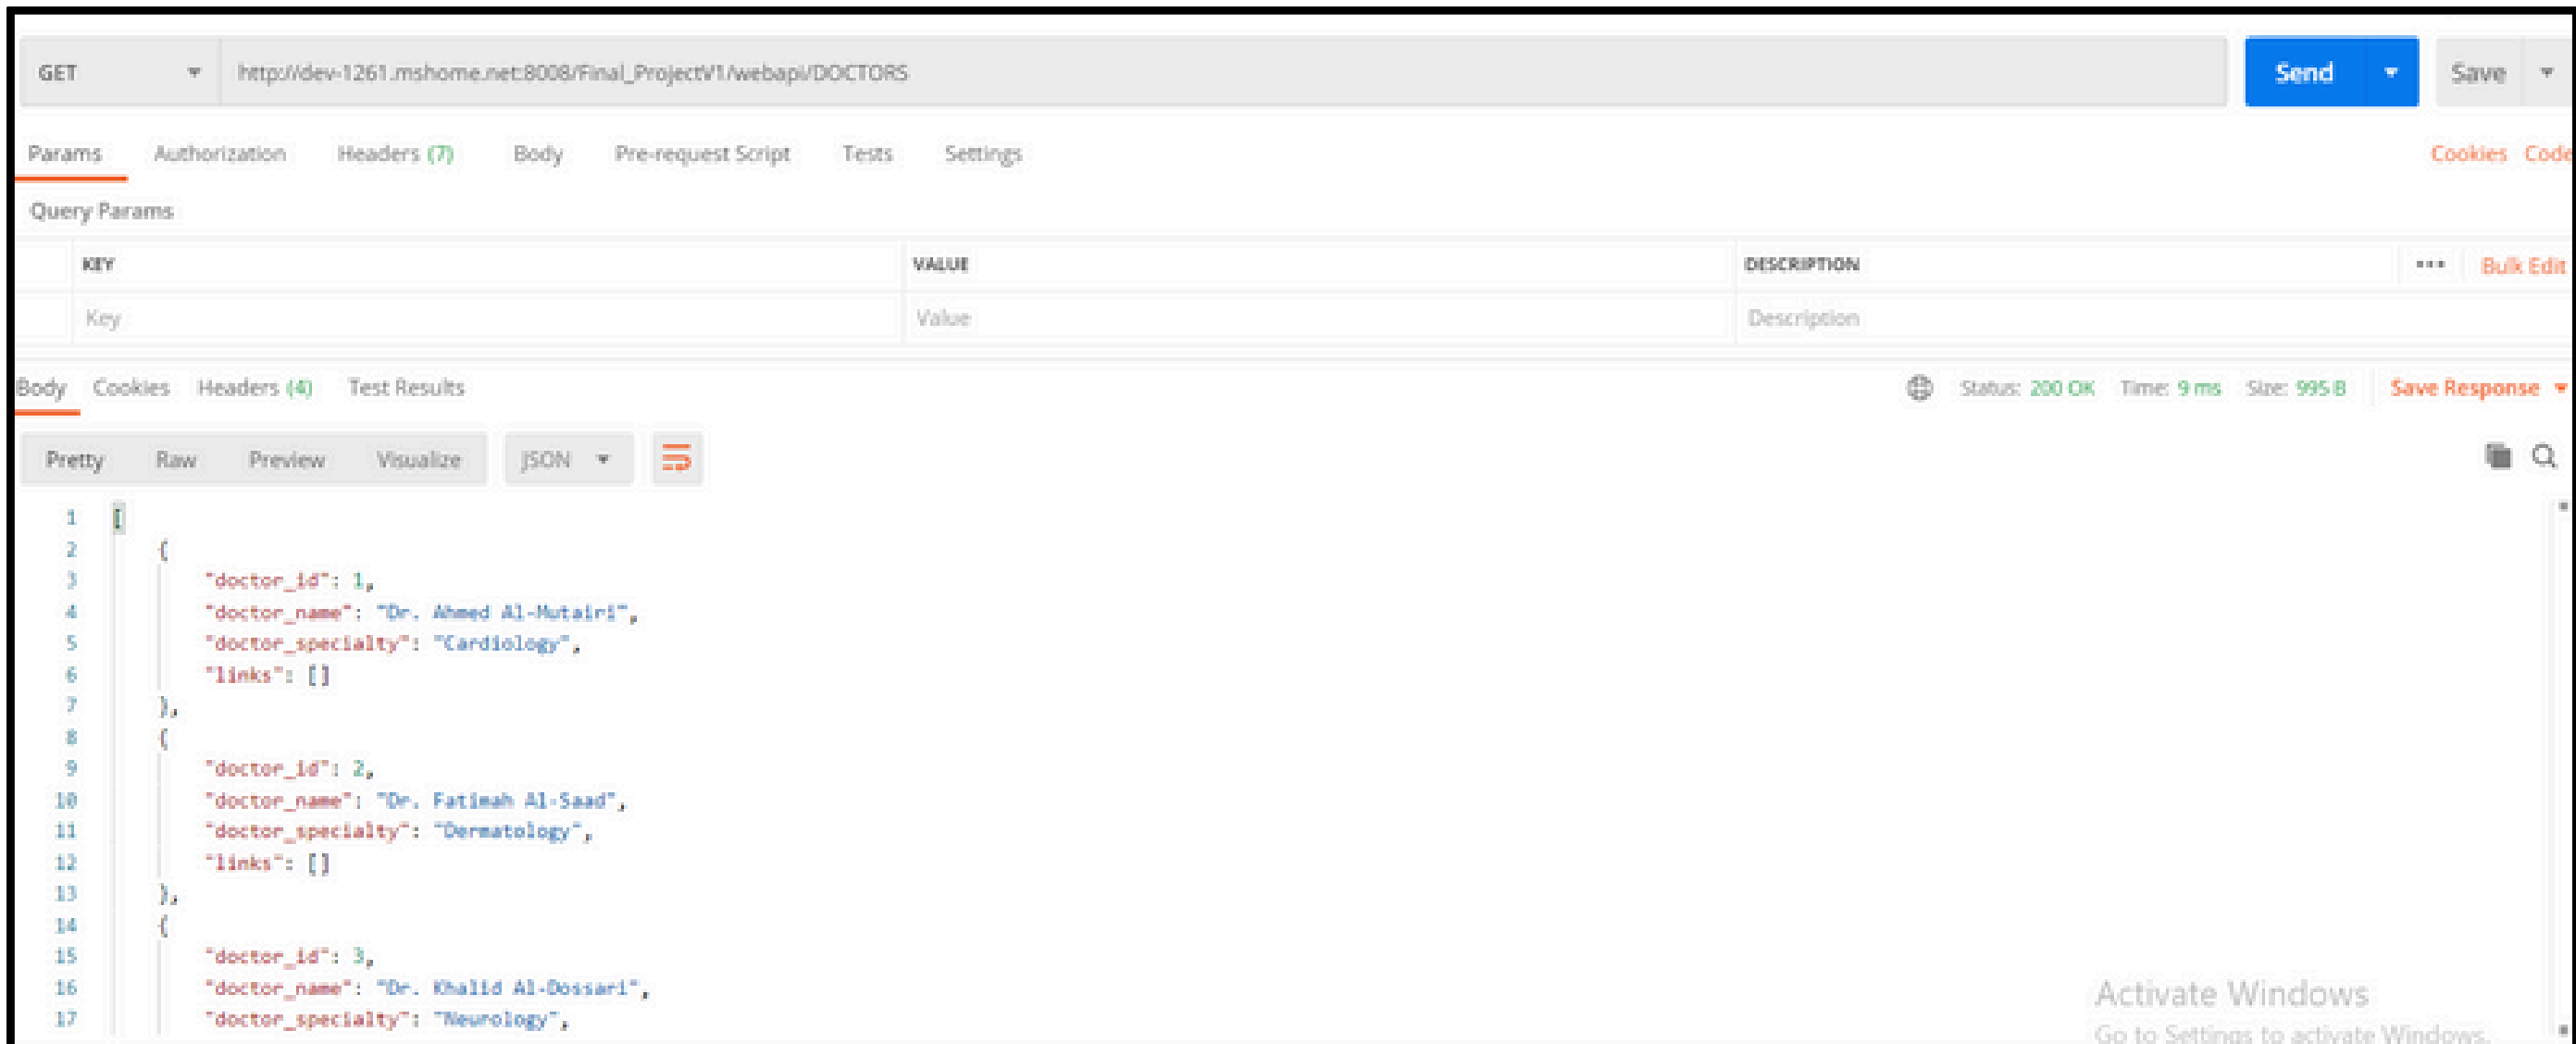 GET http://dev-1261.mshome.net:8008/Final_ProjectV1/webapi/DOCTORS Send Save
Params Authorization Headers (7) Body Pre-request Script Tests Settings Cookies Code
Query Params
KEY VALUE DESCRIPTION ••• Bulk Edit
Key Value Description
Body Cookies Headers (4) Test Results Status: 200 OK Time: 9 ms Size: 995 B Save Response
Pretty Raw Preview Visualize JSON
1 [
2 {
3 "doctor_id": 1,
4 "doctor_name": "Dr. Ahmed Al-Mutairi",
5 "doctor_specialty": "Cardiology",
6 "links": []
7 },
8 {
9 "doctor_id": 2,
10 "doctor_name": "Dr. Fatimah Al-Saad",
11 "doctor_specialty": "Dermatology",
12 "links": []
13 },
14 {
15 "doctor_id": 3,
16 "doctor_name": "Dr. Khalid Al-Dossari",
17 "doctor_specialty": "Neurology",
Activate Windows
Go to Settings to activate Windows.